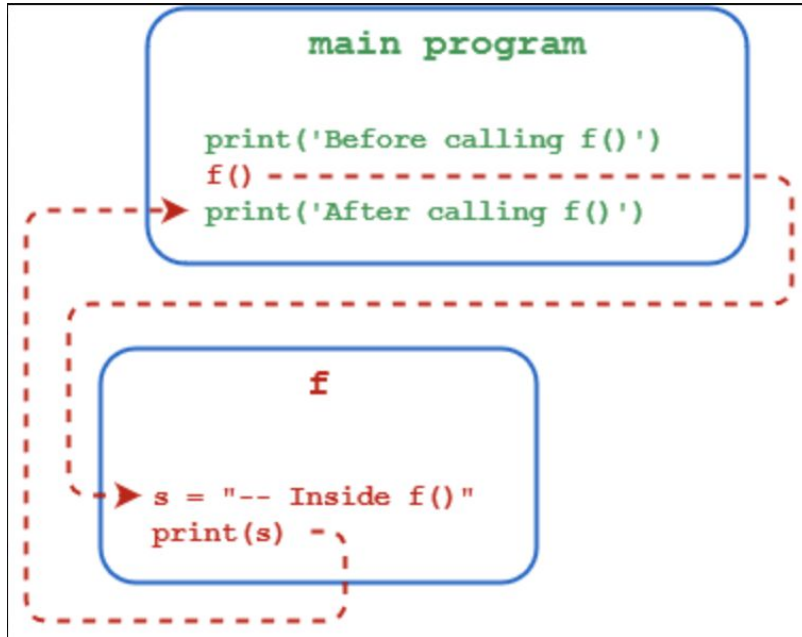 main program
print('Before calling f()')
f()
print('After calling f()')
f
s = "-- Inside f()"
print(s)